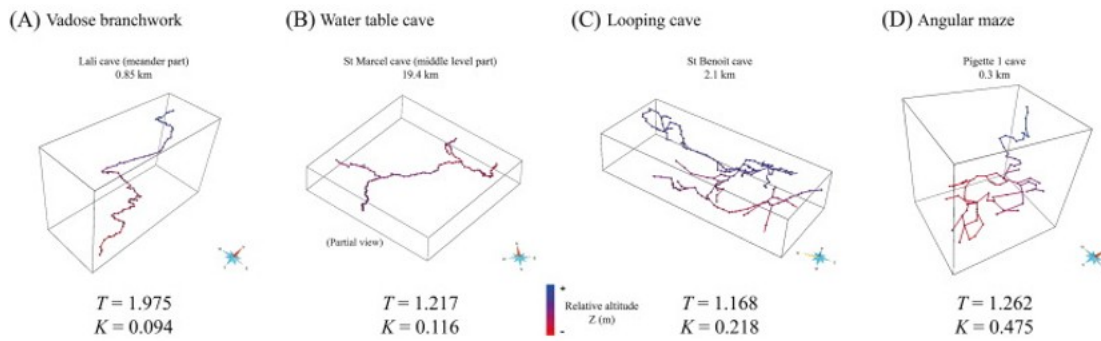 (A) Vadose branchwork
Lali cave (meander part)
0.85 km
T = 1.975
K = 0.094
(B) Water table cave
St Marcel cave (middle level part)
19.4 km
(Partial view)
T = 1.217
K = 0.116
+
Relative altitude
Z (m)
-
(C) Looping cave
St Benoit cave
2.1 km
T = 1.168
K = 0.218
(D) Angular maze
Pigette 1 cave
0.3 km
T = 1.262
K = 0.475